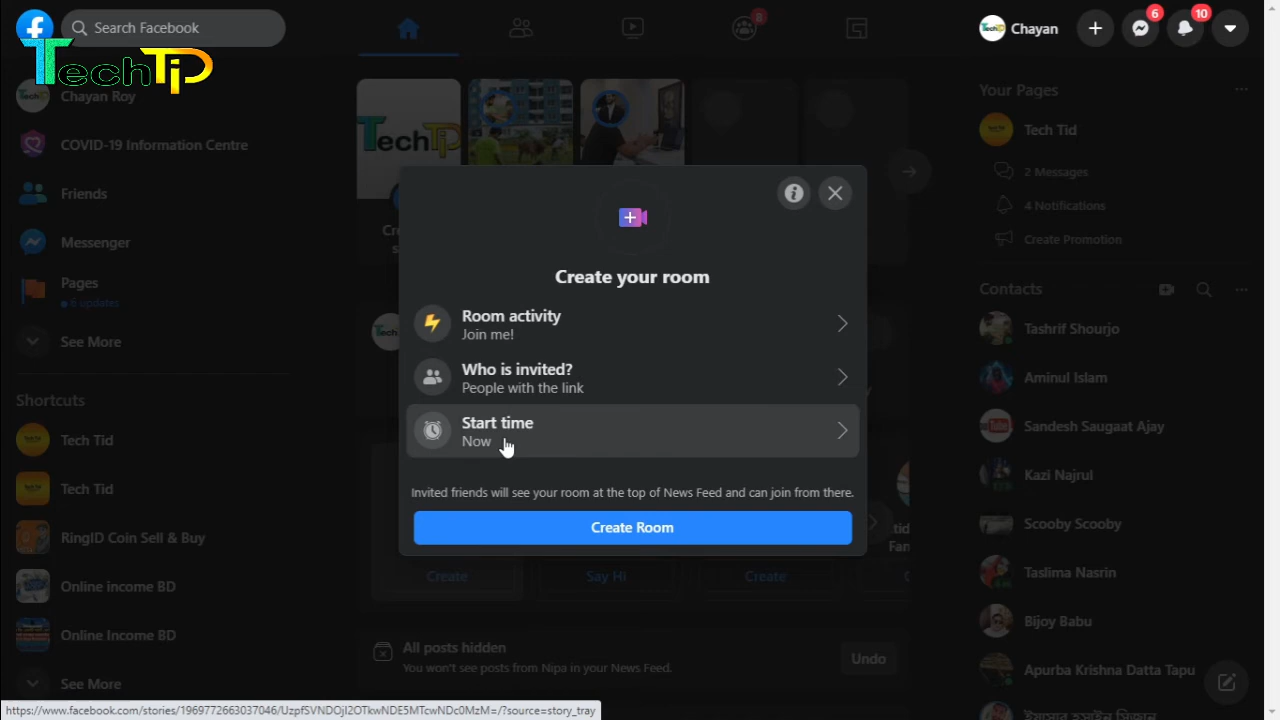 Search Facebook
8
Chayan
6
10
TechTip
Chayan Roy
COVID-19 Information Centre
Friends
Messenger
Pages
8 updates
See More
Shortcuts
Tech Tid
Tech Tid
RingID Coin Sell & Buy
Online income BD
Online Income BD
See More
TechTip
Create your room
Room activity
Join me!
Who is invited?
People with the link
Start time
Now
Invited friends will see your room at the top of News Feed and can join from there.
Create Room
Create
Say Hi
Create
All posts hidden
You won't see posts from Nipa in your News Feed.
Undo
Your Pages
Tech Tid
2 Messages
4 Notifications
Create Promotion
Contacts
Tashrif Shourjo
Aminul Islam
Sandesh Saugaat Ajay
Kazi Najrul
Scooby Scooby
Taslima Nasrin
Bijoy Babu
Apurba Krishna Datta Tapu
https://www.facebook.com/stories/1969772663037046/UzpfSVNDOjI2OTkwNDE5MTcwNDc0MzM=/?source=story_tray